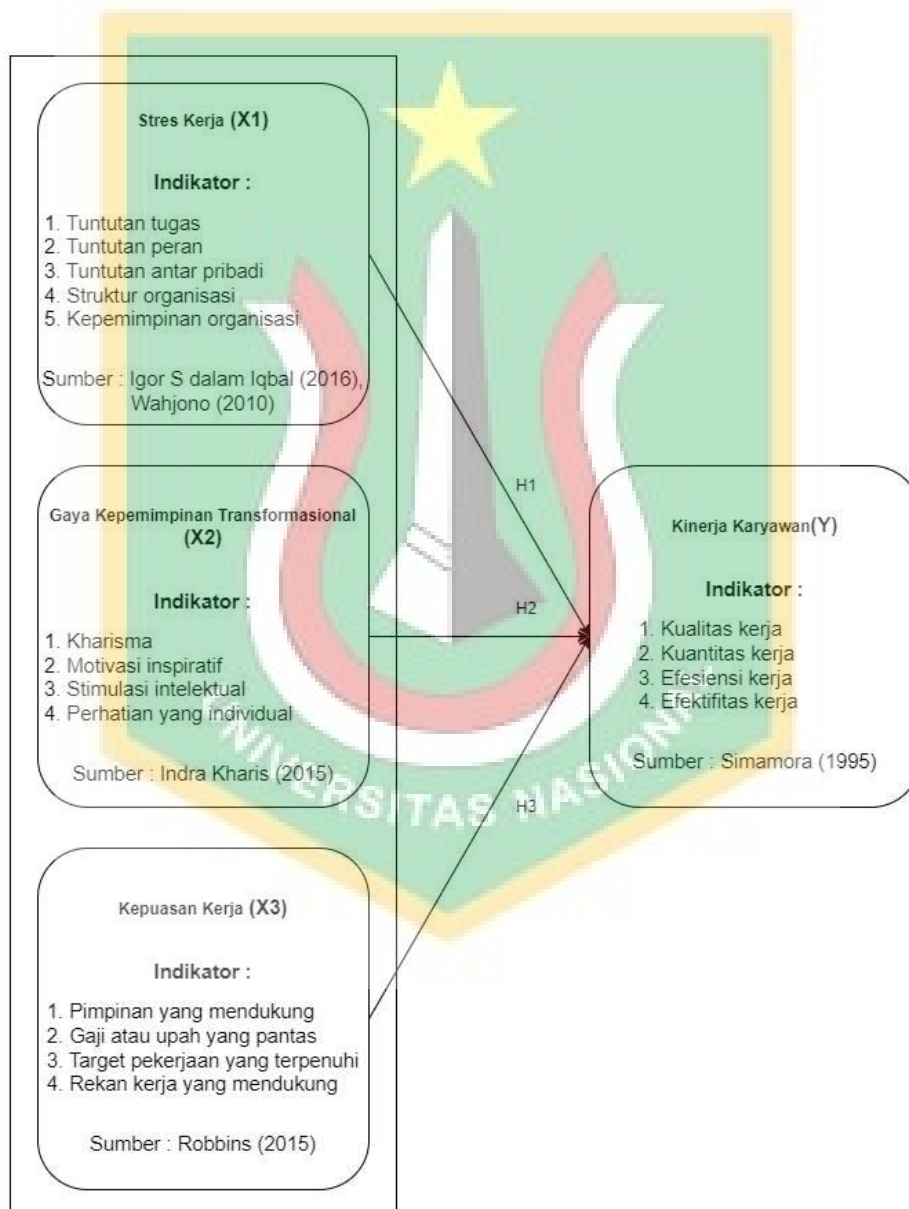 Stres Kerja (X1)
Indikator :
1. Tuntutan tugas
2. Tuntutan peran
3. Tuntutan antar pribadi
4. Struktur organisasi
5. Kepemimpinan organisasi
Sumber : Igor S dalam Iqbal (2016),
Wahjono (2010)
Gaya Kepemimpinan Transformasional
(X2)
Indikator :
1. Kharisma
2. Motivasi inspiratif
3. Stimulasi intelektual
4. Perhatian yang individual
Sumber : Indra Kharis (2015)
Kepuasan Kerja (X3)
Indikator :
1. Pimpinan yang mendukung
2. Gaji atau upah yang pantas
3. Target pekerjaan yang terpenuhi
4. Rekan kerja yang mendukung
Sumber : Robbins (2015)
H1
H2
H3
Kinerja Karyawan(Y)
Indikator :
1. Kualitas kerja
2. Kuantitas kerja
3. Efesiensi kerja
4. Efektifitas kerja
Sumber : Simamora (1995)
UNIVERSITAS NASIONAL